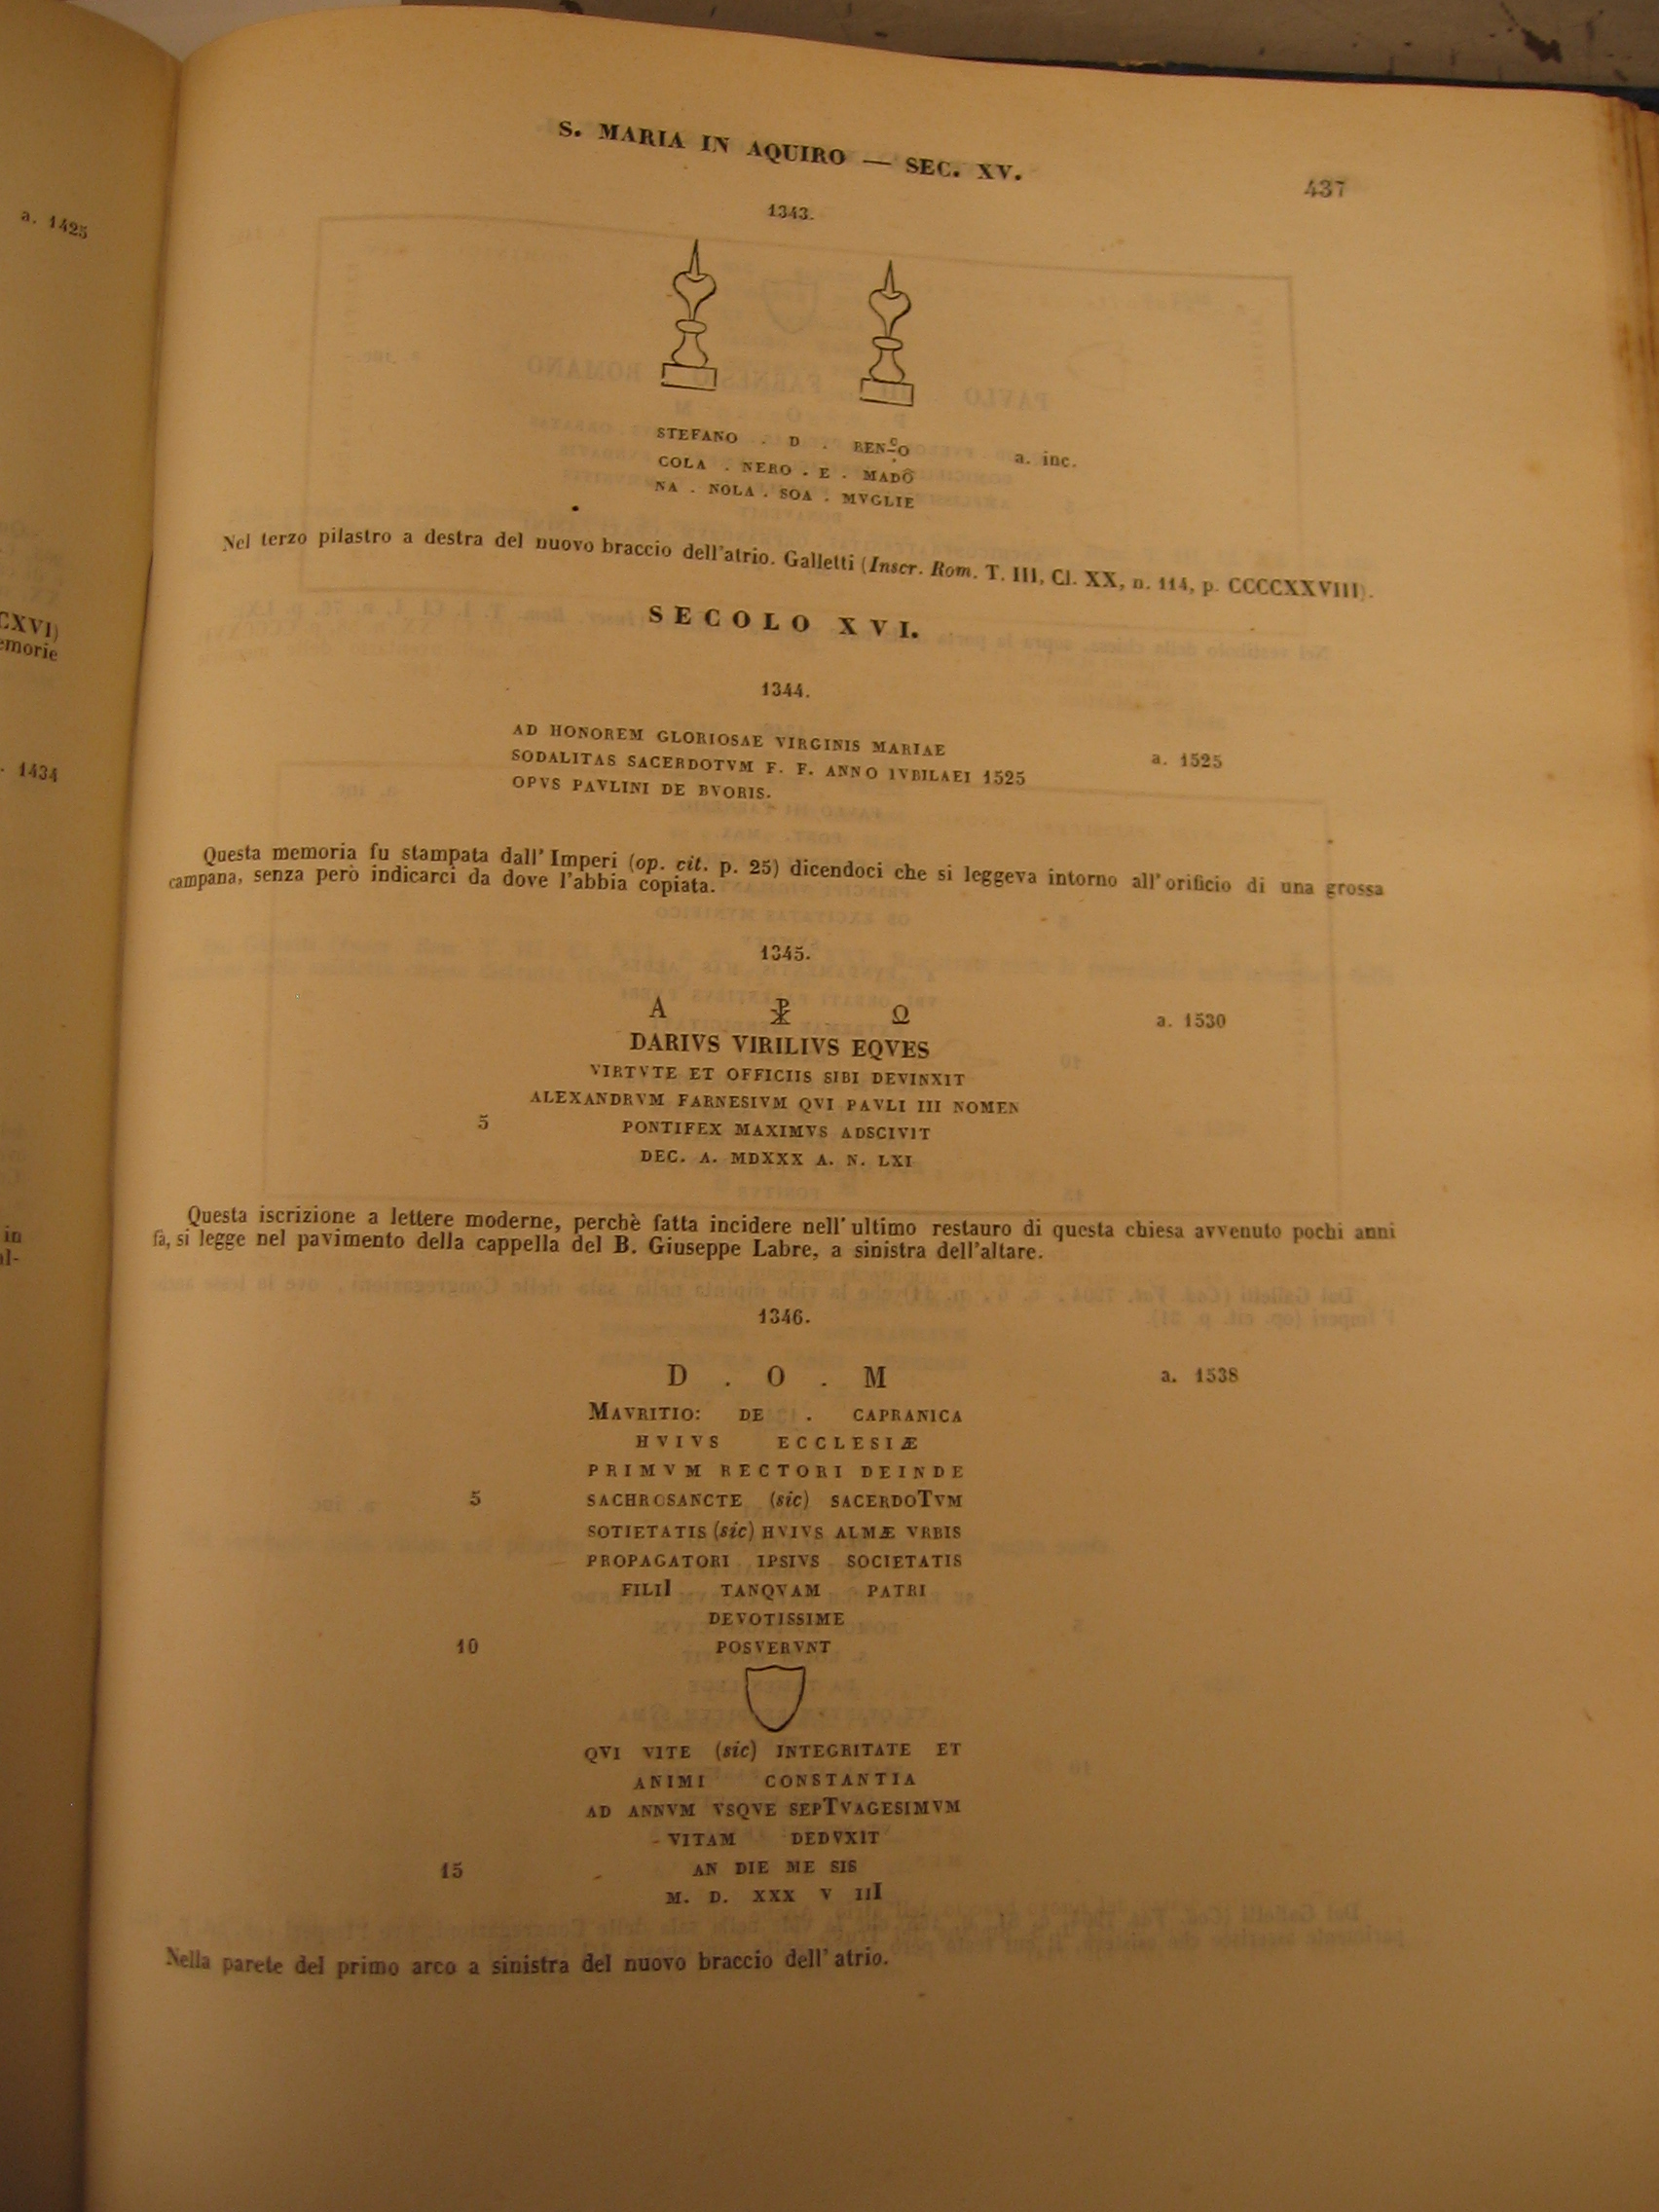 S. MARIA IN AQUIRO — SEC. XV.
437
a. 1425
CXVI)
emorie
1434
in
al-
1343.
STEFANO . D . REN
a. inc.
COLA . NERO . E . MADÔ
NA . NOLA . SOA . MVGLIE
Nel terzo pilastro a destra del nuovo braccio dell'atrio. Galletti (Inscr. Rom. T. III, Cl. XX, n. 114, p. CCCCXXVIII).
SECOLO XVI.
1344.
AD HONOREM GLORIOSAE VIRGINIS MARIAE
a. 1525
SODALITAS SACERDOTVM F. F. ANNO IVBILAEI 1525
OPVS PAVLINI DE BVORIS.
Questa memoria fu stampata dall' Imperi (op. cit. p. 25) dicendoci che si leggeva intorno all' orificio di una grossa
campana, senza però indicarci da dove l'abbia copiata.
1345.
A ☧ Ω
a. 1530
DARIVS VIRILIVS EQVES
VIRTVTE ET OFFICIIS SIBI DEVINXIT
ALEXANDRVM FARNESIVM QVI PAVLI III NOMEN
5 PONTIFEX MAXIMVS ADSCIVIT
DEC. A. MDXXX A. N. LXI
Questa iscrizione a lettere moderne, perchè fatta incidere nell' ultimo restauro di questa chiesa avvenuto pochi anni
fà, si legge nel pavimento della cappella del B. Giuseppe Labre, a sinistra dell'altare.
1346.
D . O . M
a. 1538
MAVRITIO: DE . CAPRANICA
HVIVS ECCLESIÆ
PRIMVM RECTORI DEINDE
5 SACHROSANCTE (sic) SACERDOTVM
SOTIETATIS (sic) HVIVS ALMÆ VRBIS
PROPAGATORI IPSIVS SOCIETATIS
FILII TANQVAM PATRI
DEVOTISSIME
10 POSVERVNT
QVI VITE (sic) INTEGRITATE ET
ANIMI CONSTANTIA
AD ANNVM VSQVE SEPTVAGESIMVM
VITAM DEDVXIT
15 AN DIE ME SIS
M. D. XXX V III
Nella parete del primo arco a sinistra del nuovo braccio dell' atrio.